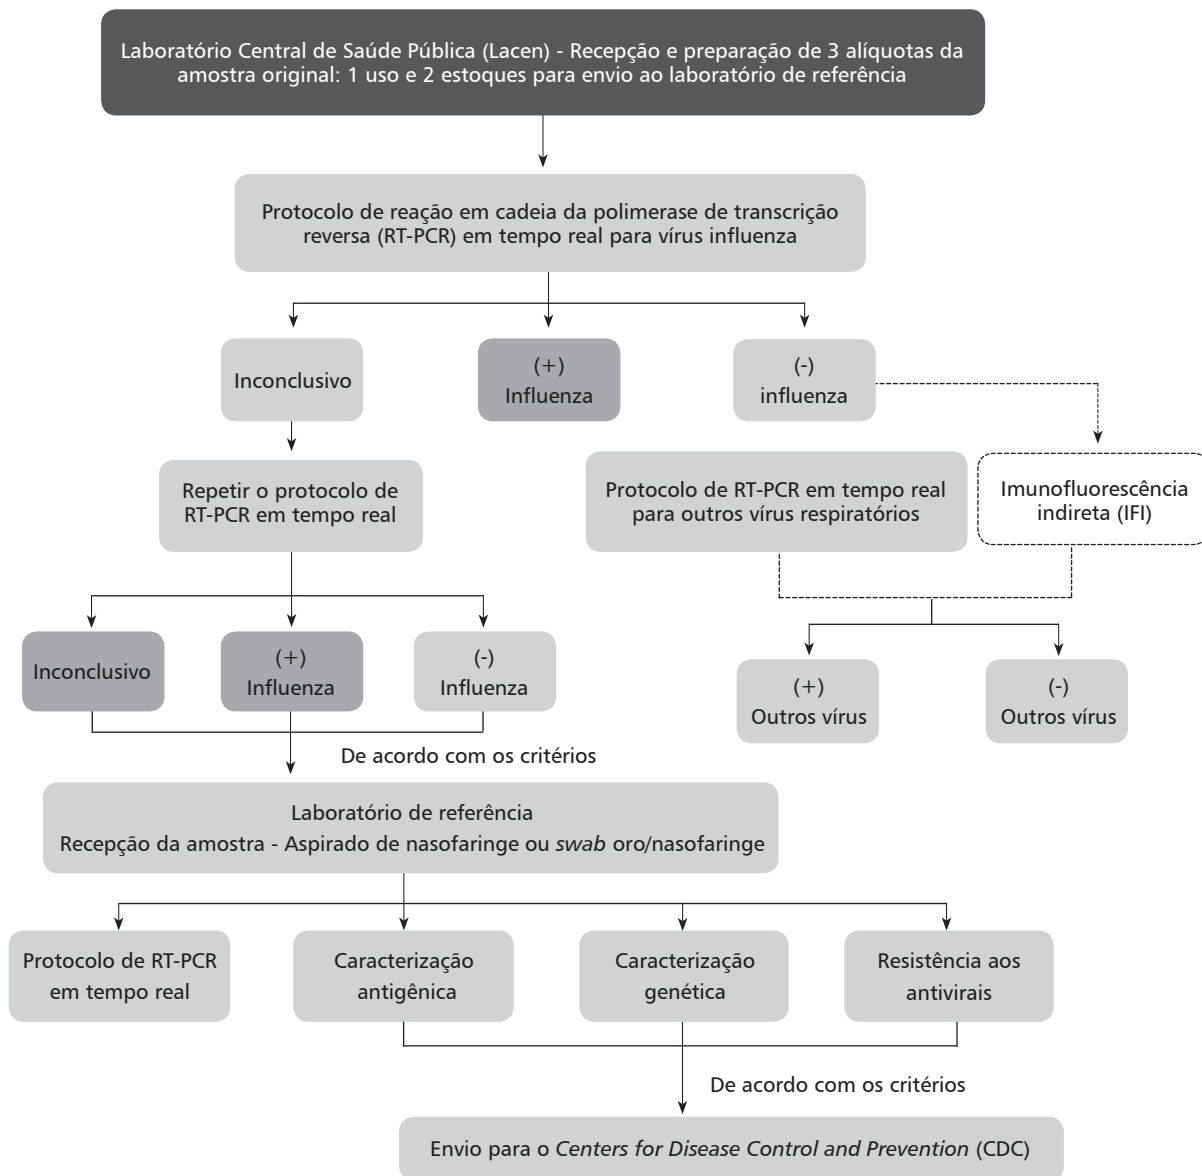 Laboratório Central de Saúde Pública (Lacen) - Recepção e preparação de 3 alíquotas da
amostra original: 1 uso e 2 estoques para envio ao laboratório de referência
Protocolo de reação em cadeia da polimerase de transcrição
reversa (RT-PCR) em tempo real para vírus influenza
Inconclusivo
(+)
Influenza
(-)
influenza
Repetir o protocolo de
RT-PCR em tempo real
Protocolo de RT-PCR em tempo real
para outros vírus respiratórios
Imunofluorescência
indireta (IFI)
Inconclusivo
(+)
Influenza
(-)
Influenza
(+)
Outros vírus
(-)
Outros vírus
De acordo com os critérios
Laboratório de referência
Recepção da amostra - Aspirado de nasofaringe ou swab oro/nasofaringe
Protocolo de RT-PCR
em tempo real
Caracterização
antigênica
Caracterização
genética
Resistência aos
antivirais
De acordo com os critérios
Envio para o Centers for Disease Control and Prevention (CDC)